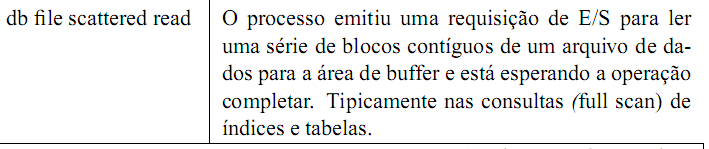 db file scattered read
O processo emitiu uma requisição de E/S para ler
uma série de blocos contíguos de um arquivo de da-
dos para a área de buffer e está esperando a operação
completar. Tipicamente nas consultas (full scan) de
índices e tabelas.